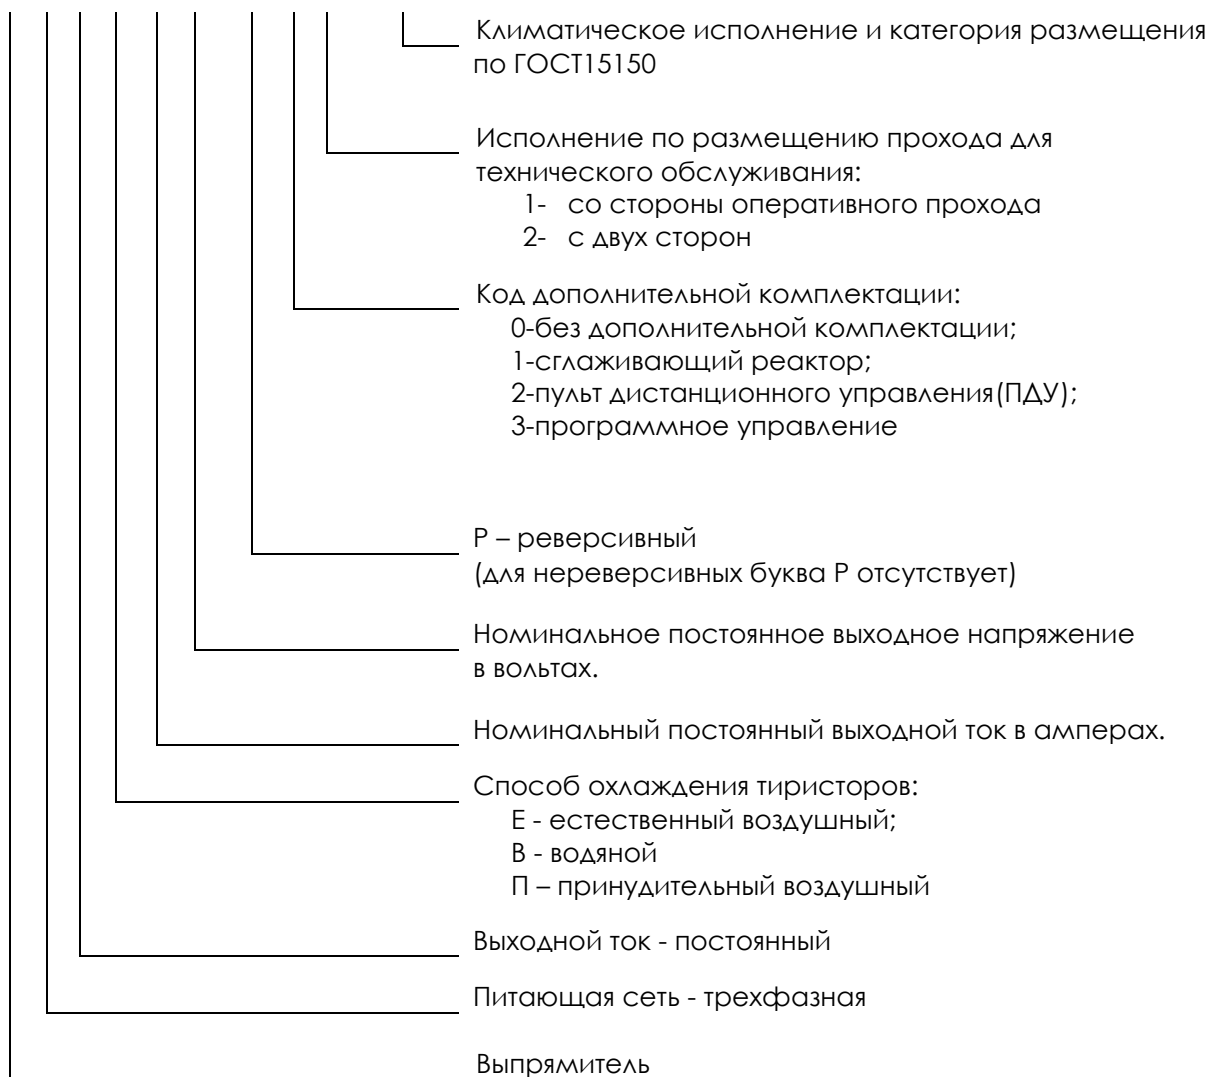 Климатическое исполнение и категория размещения
по ГОСТ15150
Исполнение по размещению прохода для
технического обслуживания:
1- со стороны оперативного прохода
2- с двух сторон
Код дополнительной комплектации:
0-без дополнительной комплектации;
1-сглаживающий реактор;
2-пульт дистанционного управления(ПДУ);
3-программное управление
Р – реверсивный
(для нереверсивных буква Р отсутствует)
Номинальное постоянное выходное напряжение
в вольтах.
Номинальный постоянный выходной ток в амперах.
Способ охлаждения тиристоров:
Е - естественный воздушный;
В - водяной
П – принудительный воздушный
Выходной ток - постоянный
Питающая сеть - трехфазная
Выпрямитель